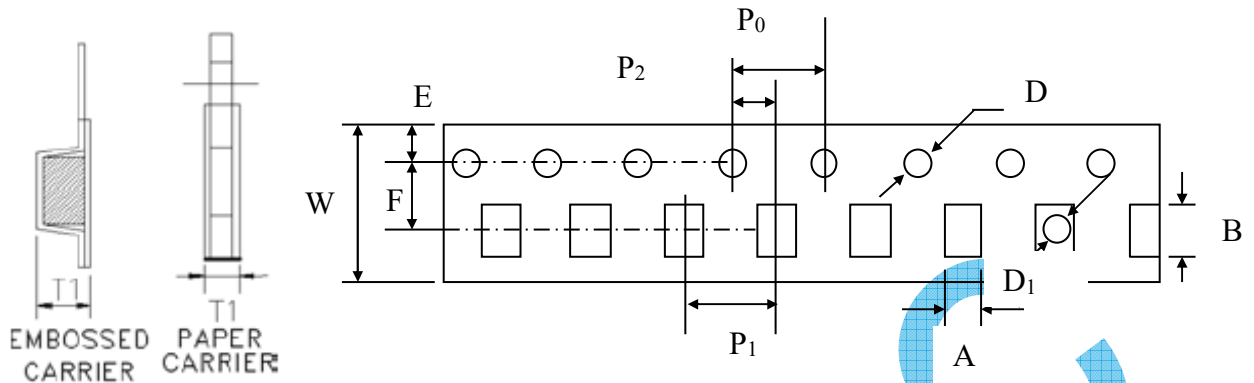 T1
EMBOSSED
CARRIER
T1
PAPER
CARRIER
P₀
P₂
E
D
W
F
B
D₁
P₁
A